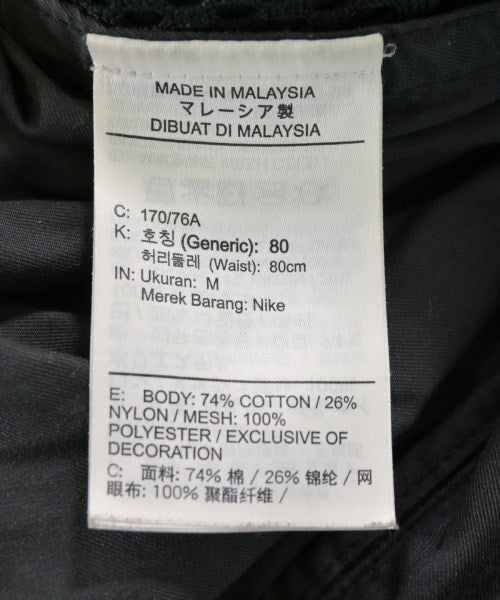 MADE IN MALAYSIA
マレーシア製
DIBUAT DI MALAYSIA
C: 170/76A
K: 호칭 (Generic): 80
허리둘레 (Waist): 80cm
IN: Ukuran: M
Merek Barang: Nike
E: BODY: 74% COTTON / 26%
NYLON / MESH: 100%
POLYESTER / EXCLUSIVE OF
DECORATION
C: 面料: 74% 棉 / 26% 锦纶 / 网
眼布: 100% 聚酯纤维 /